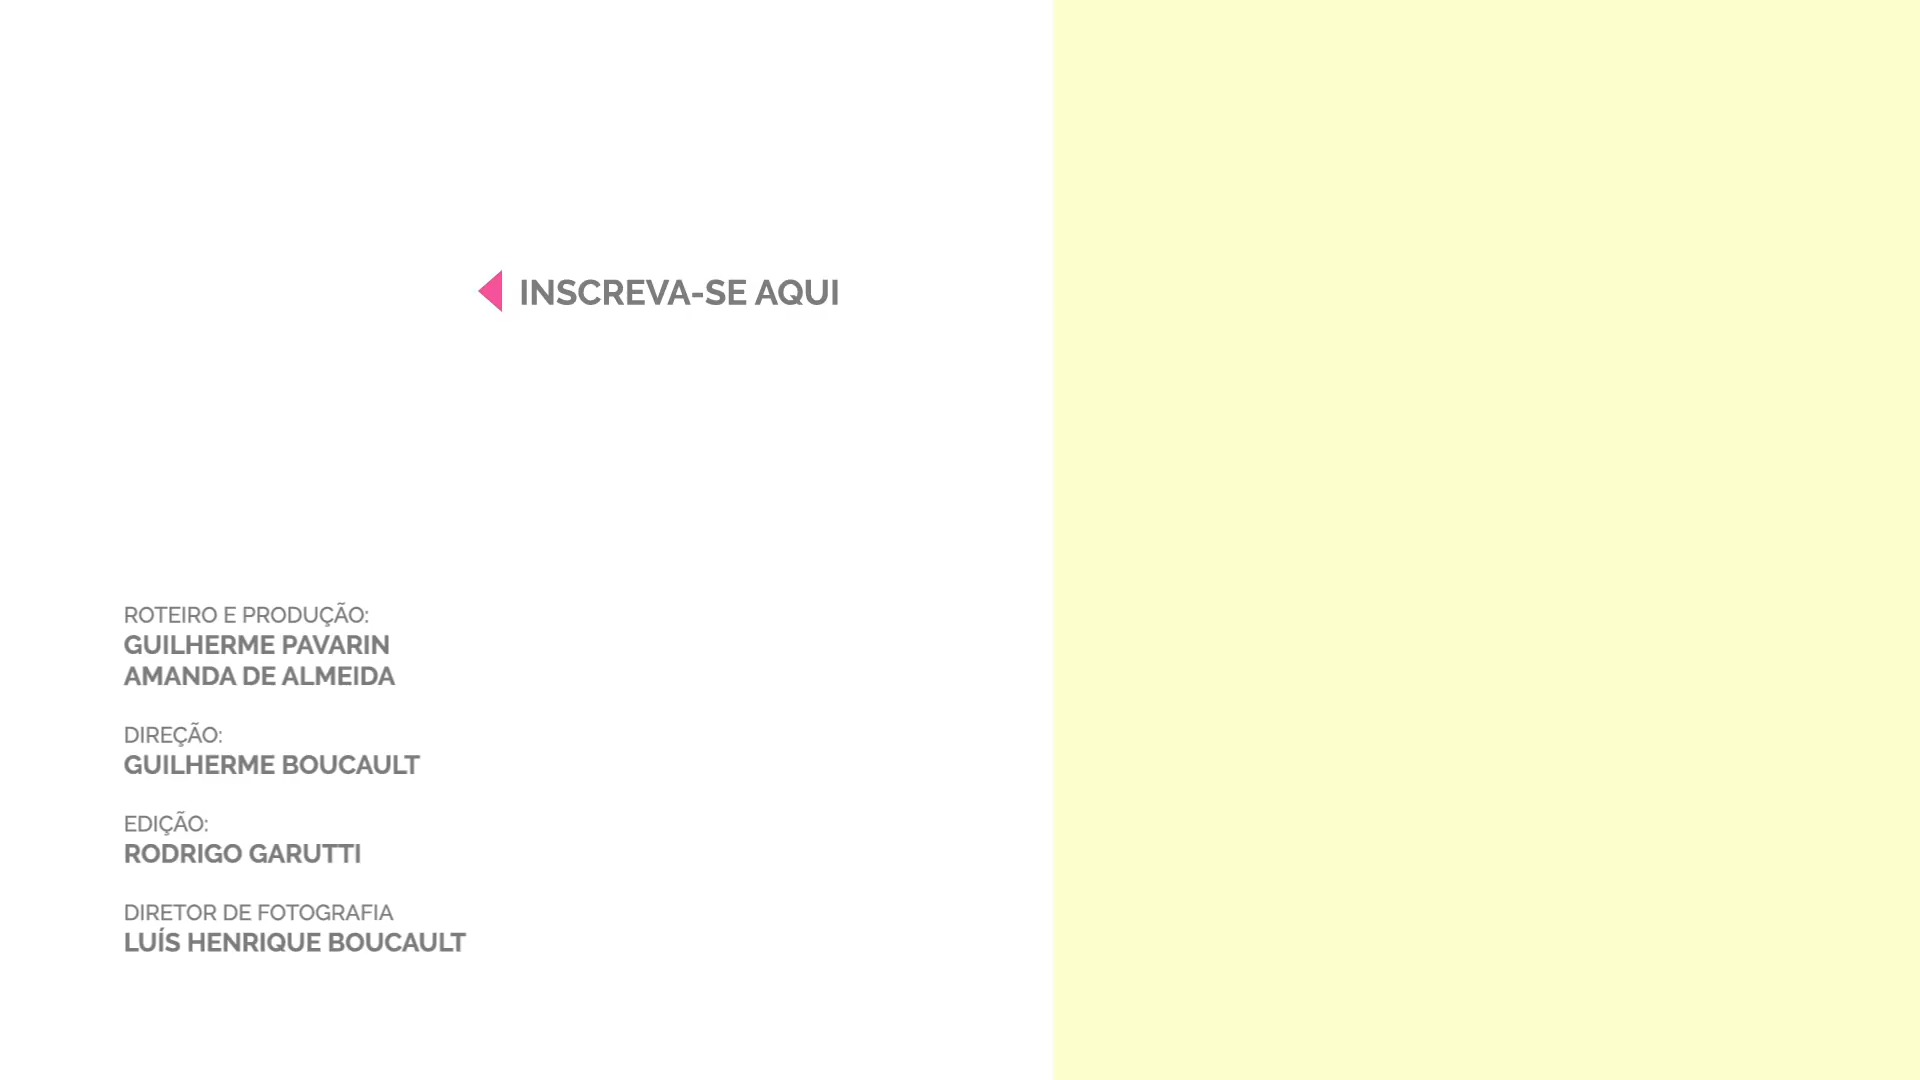 INSCREVA-SE AQUI
ROTEIRO E PRODUÇÃO:
GUILHERME PAVARIN
AMANDA DE ALMEIDA
DIREÇÃO:
GUILHERME BOUCAULT
EDIÇÃO:
RODRIGO GARUTTI
DIRETOR DE FOTOGRAFIA
LUÍS HENRIQUE BOUCAULT